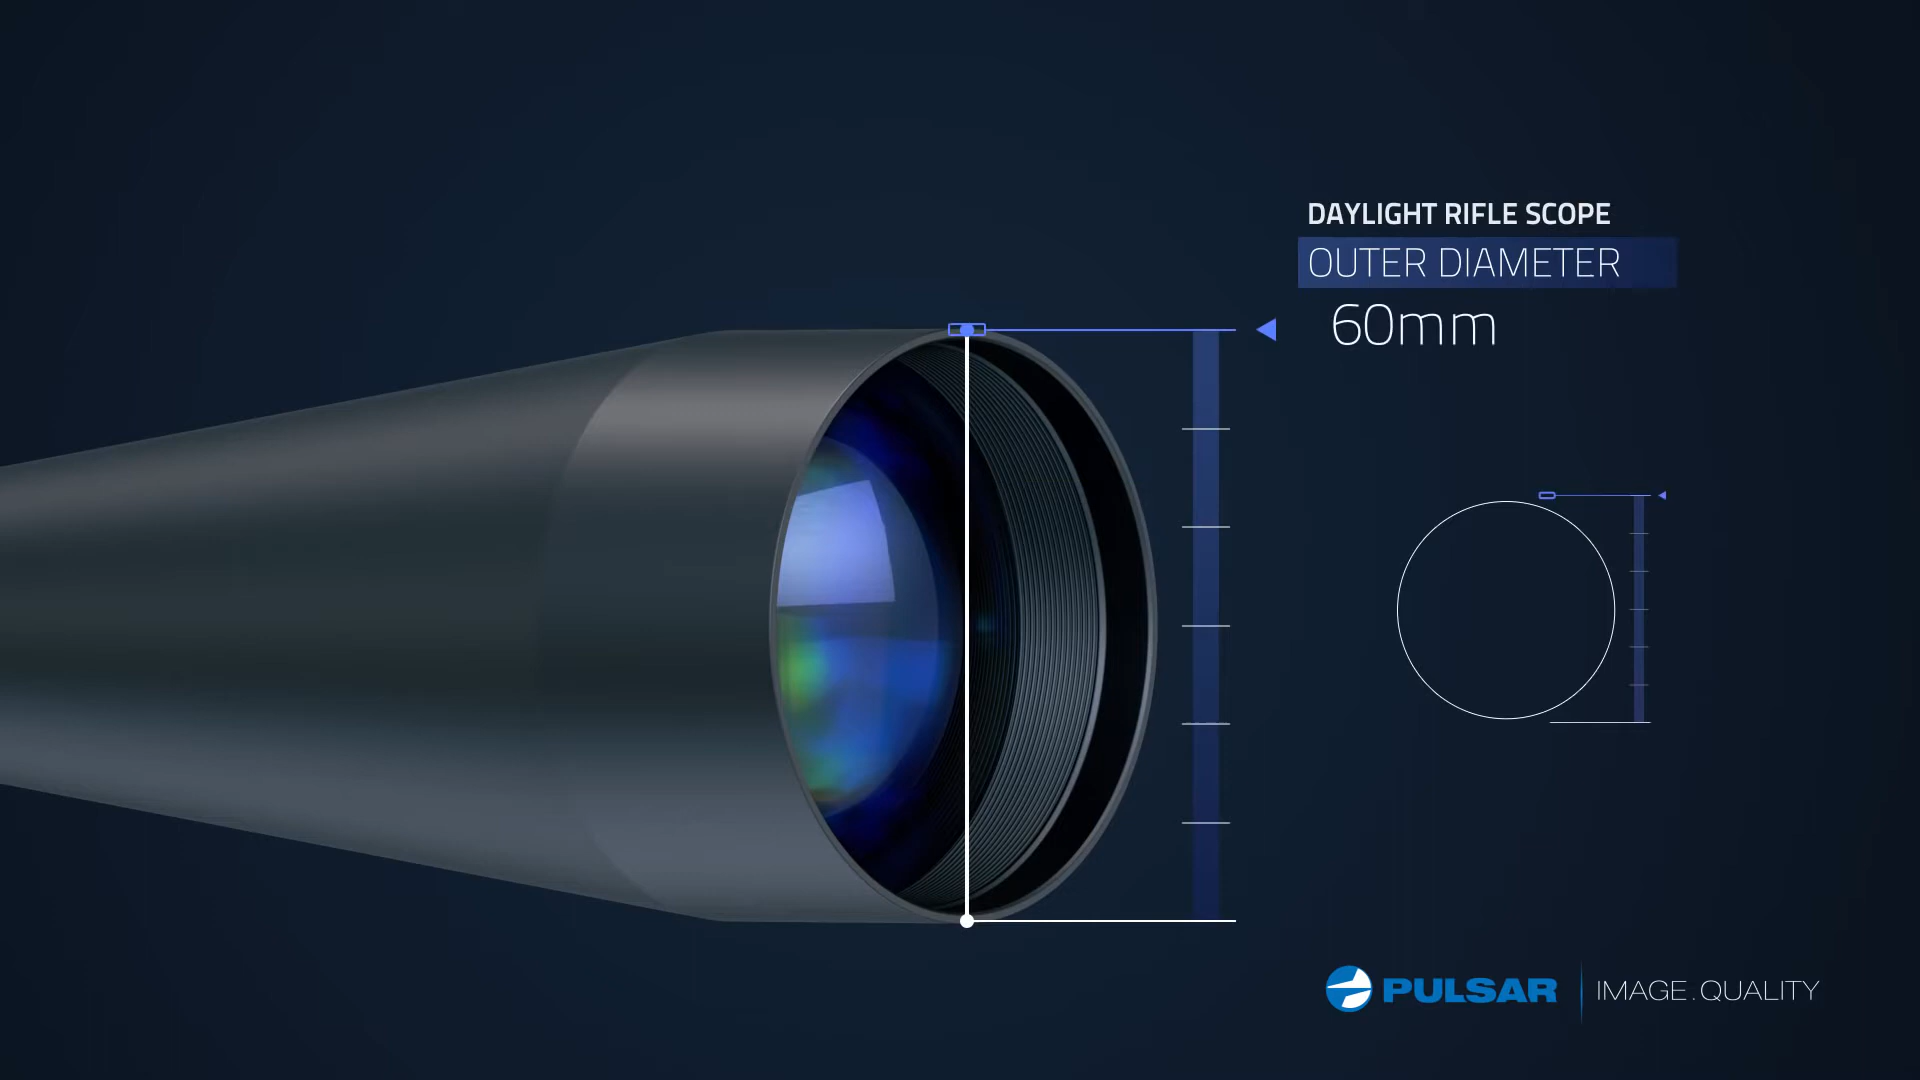 DAYLIGHT RIFLE SCOPE
OUTER DIAMETER
60mm
PULSAR
IMAGE.QUALITY